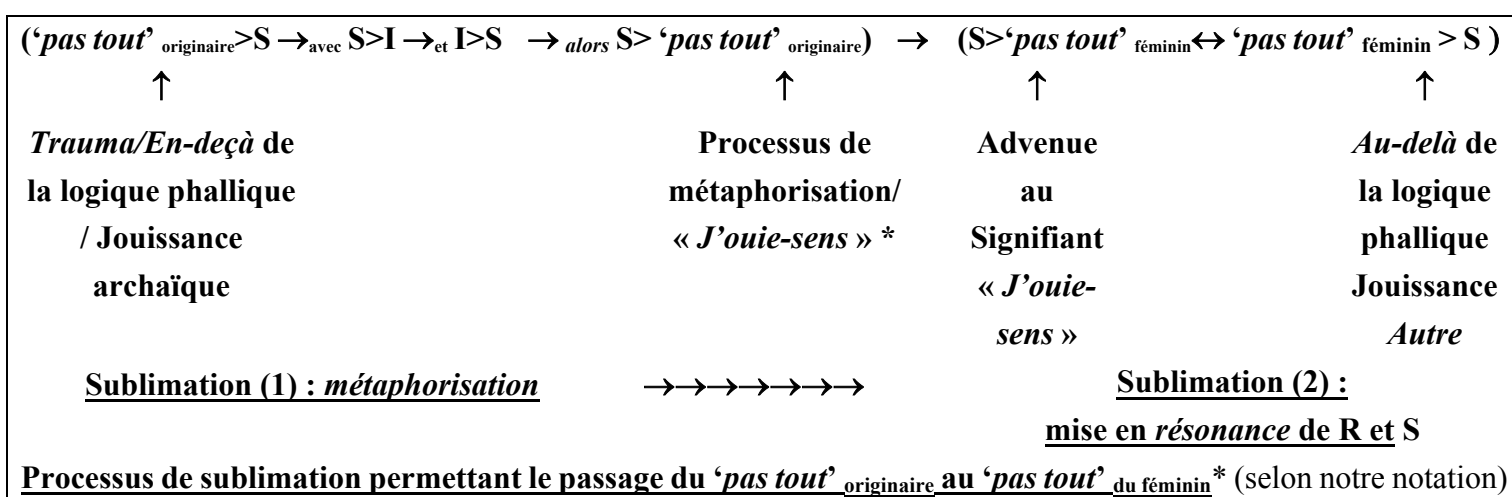 (‘pas tout’ originaire>S →avec S>I →et I>S → alors S> ‘pas tout’ originaire) → (S>‘pas tout’ féminin↔ ‘pas tout’ féminin > S )
↑ ↑ ↑ ↑
Trauma/En-deçà de Processus de Advenue Au-delà de
la logique phallique métaphorisation/ au la logique
/ Jouissance « J’ouie-sens » * Signifiant phallique
archaïque « J’ouie- Jouissance
sens » Autre
Sublimation (1) : métaphorisation →→→→→→→ Sublimation (2) :
mise en résonance de R et S
Processus de sublimation permettant le passage du ‘pas tout’ originaire au ‘pas tout’ du féminin* (selon notre notation)